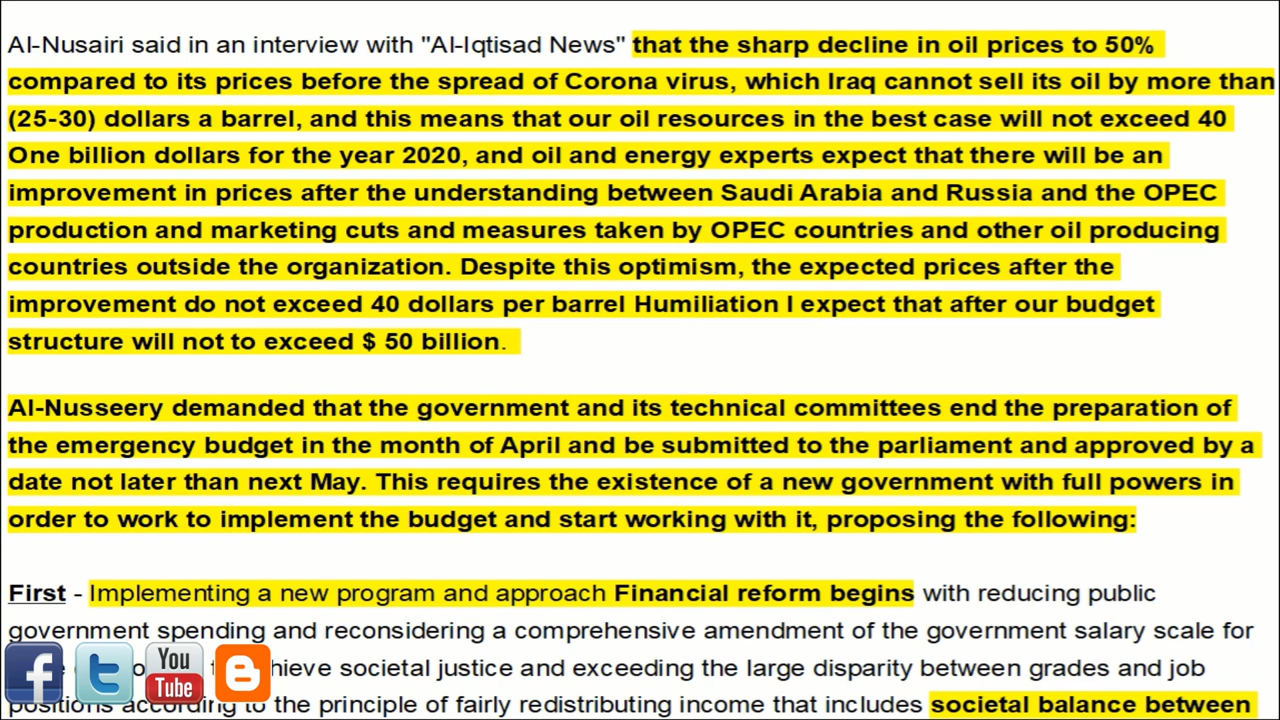 Al-Nusairi said in an interview with "Al-Iqtisad News" that the sharp decline in oil prices to 50%
compared to its prices before the spread of Corona virus, which Iraq cannot sell its oil by more than
(25-30) dollars a barrel, and this means that our oil resources in the best case will not exceed 40
One billion dollars for the year 2020, and oil and energy experts expect that there will be an
improvement in prices after the understanding between Saudi Arabia and Russia and the OPEC
production and marketing cuts and measures taken by OPEC countries and other oil producing
countries outside the organization. Despite this optimism, the expected prices after the
improvement do not exceed 40 dollars per barrel Humiliation I expect that after our budget
structure will not to exceed $ 50 billion.
Al-Nusseery demanded that the government and its technical committees end the preparation of
the emergency budget in the month of April and be submitted to the parliament and approved by a
date not later than next May. This requires the existence of a new government with full powers in
order to work to implement the budget and start working with it, proposing the following:
First - Implementing a new program and approach Financial reform begins with reducing public
government spending and reconsidering a comprehensive amendment of the government salary scale for
societal justice and exceeding the large disparity between grades and job
positions according to the principle of fairly redistributing income that includes societal balance between
You
Tube